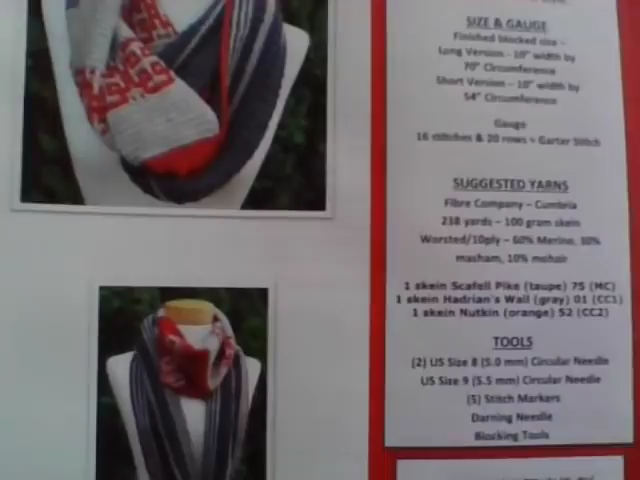 SIZE & GAUGE
Finished blocked size –
Long Version - 10" width by
70" Circumference
Short Version - 10" width by
54" Circumference
Gauge
16 stitches & 20 rows = Garter Stitch
SUGGESTED YARNS
Fibre Company – Cumbria
238 yards – 100 gram skein
Worsted/10ply – 60% Merino, 30%
masham, 10% mohair
1 skein Scafell Pike (taupe) 75 (MC)
1 skein Hadrian's Wall (gray) 01 (CC1)
1 skein Nutkin (orange) 52 (CC2)
TOOLS
(2) US Size 8 (5.0 mm) Circular Needle
US Size 9 (5.5 mm) Circular Needle
(5) Stitch Markers
Darning Needle
Blocking Tools